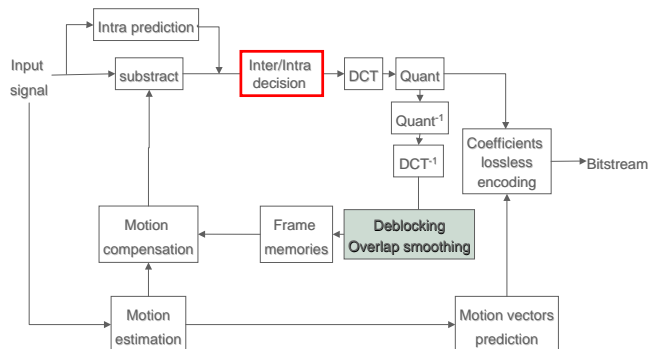 Intra prediction
Input
signal
substract
Inter/Intra
decision
DCT
Quant
Quant-1
DCT-1
Coefficients
lossless
encoding
Bitstream
Motion
compensation
Frame
memories
Deblocking
Overlap smoothing
Motion
estimation
Motion vectors
prediction